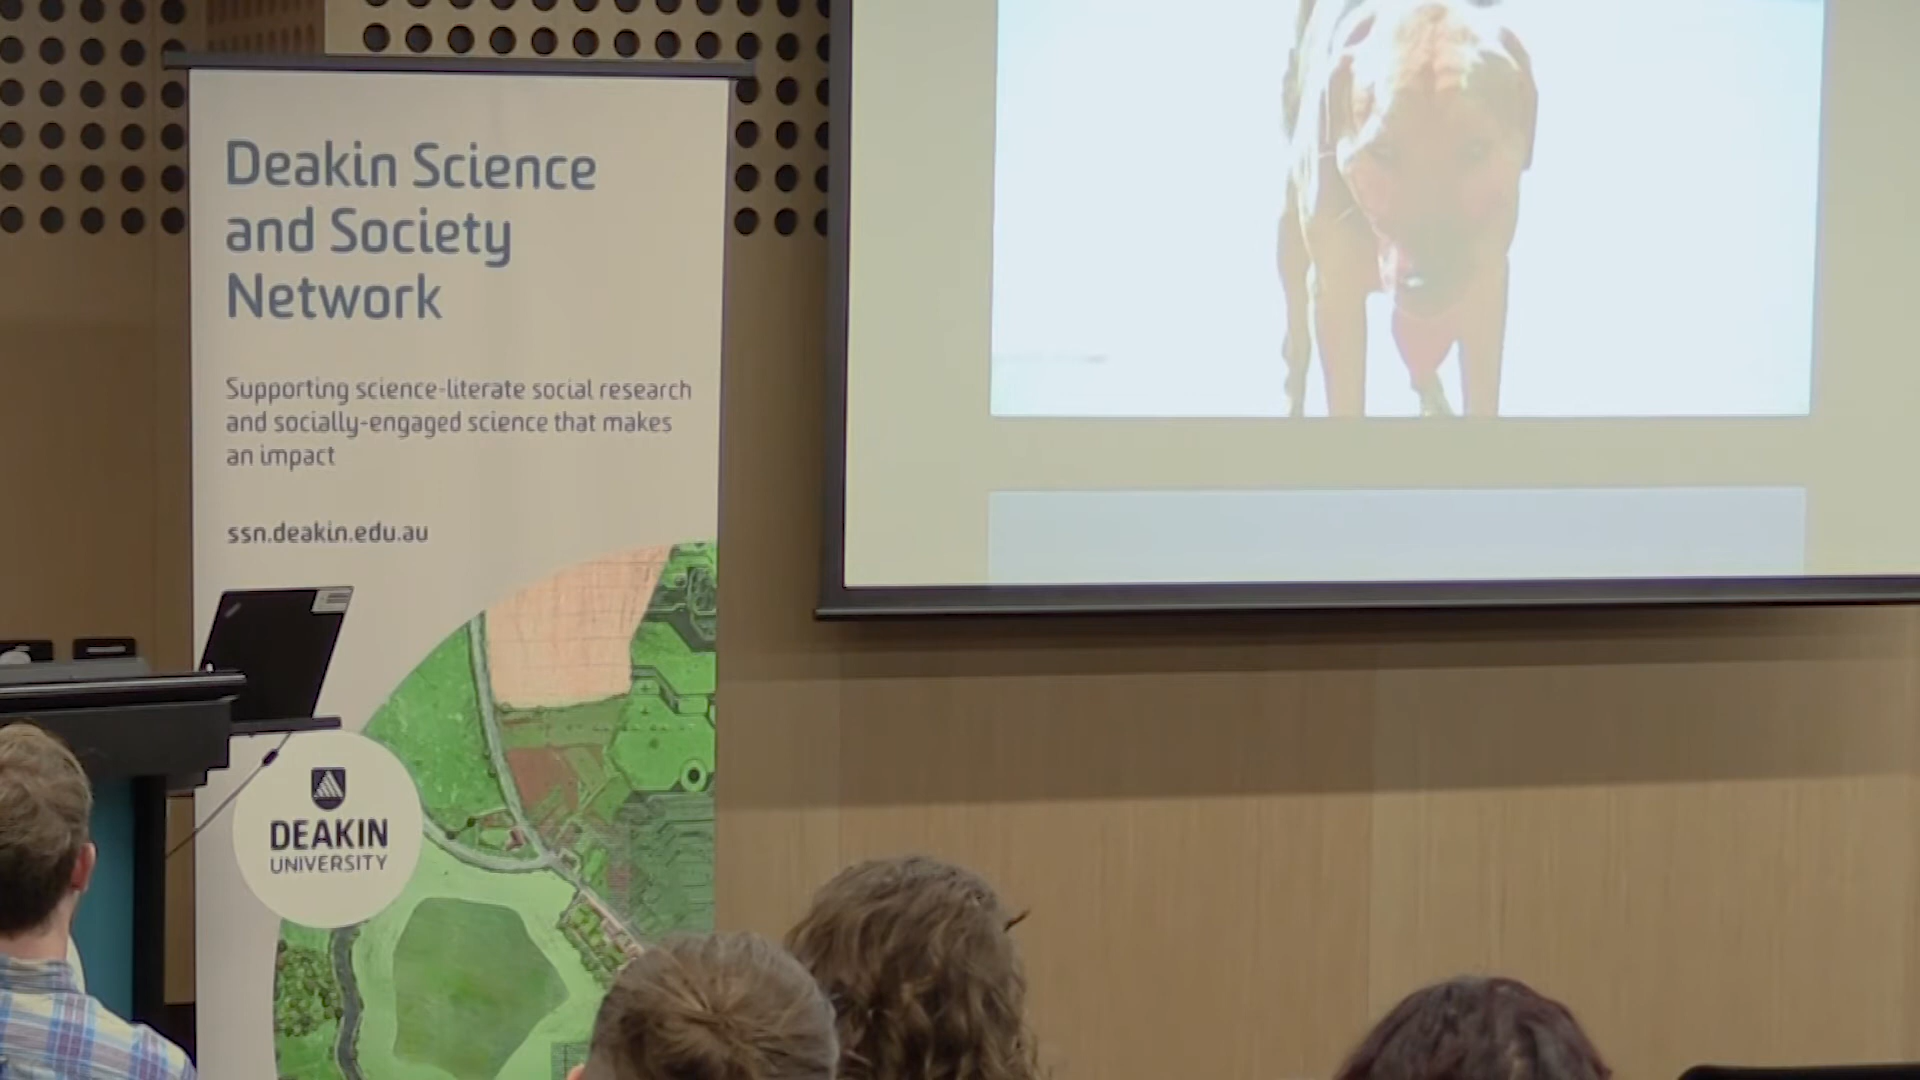 Deakin Science
and Society
Network
Supporting science-literate social research
and socially-engaged science that makes
an impact
ssn.deakin.edu.au
DEAKIN
UNIVERSITY